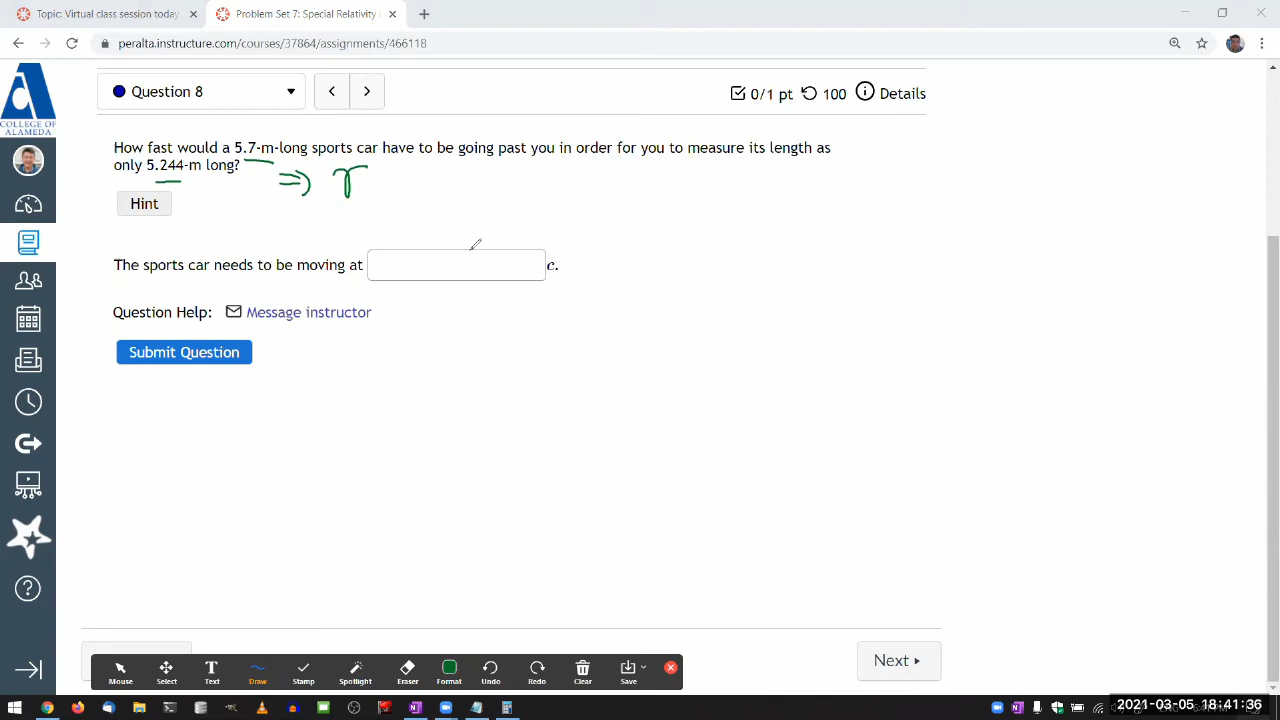 Topic: Virtual class session today
Problem Set 7: Special Relativity
peralta.instructure.com/courses/37864/assignments/466118
COLLEGE OF
ALAMEDA
Question 8
0/1 pt 100 Details
How fast would a 5.7-m-long sports car have to be going past you in order for you to measure its length as
only 5.244-m long?
⇒ γ
Hint
The sports car needs to be moving at c.
Question Help: Message instructor
Submit Question
Next
Mouse Select Text Draw Stamp Spotlight Eraser Format Undo Redo Clear Save
2021-03-05 18:41:36